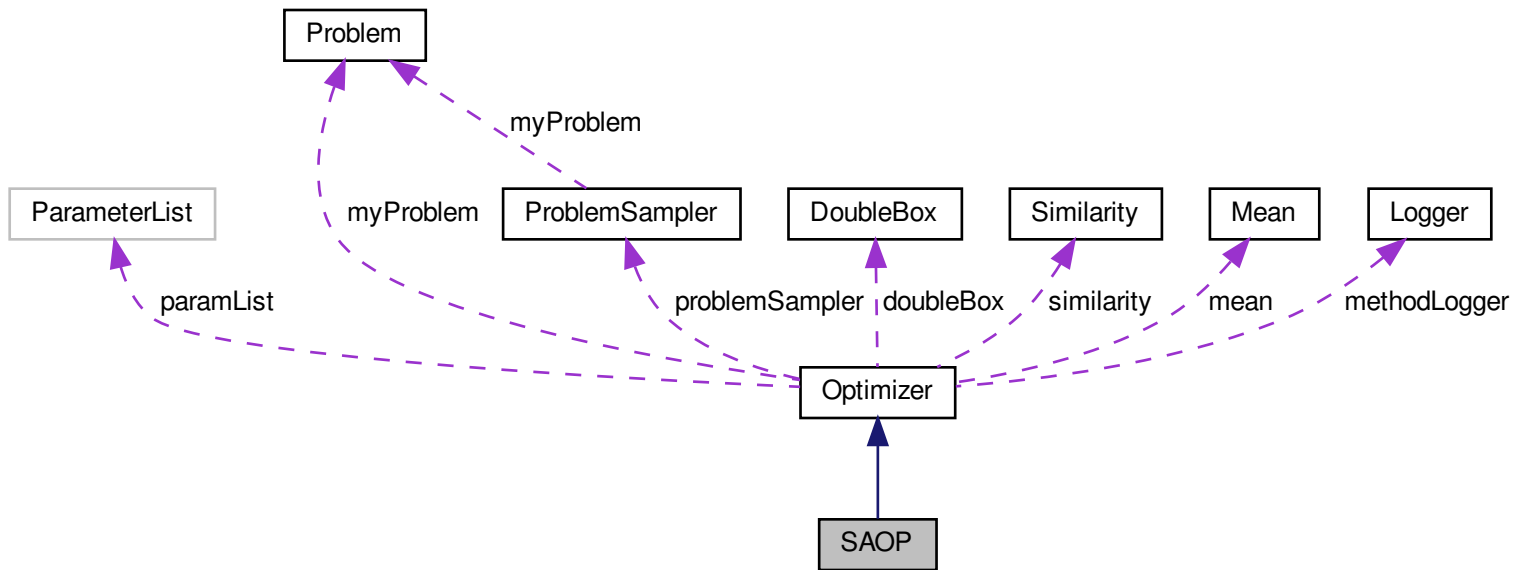 Problem
myProblem
ParameterList
myProblem
ProblemSampler
DoubleBox
Similarity
Mean
Logger
paramList
problemSampler
doubleBox
similarity
mean
methodLogger
Optimizer
SAOP